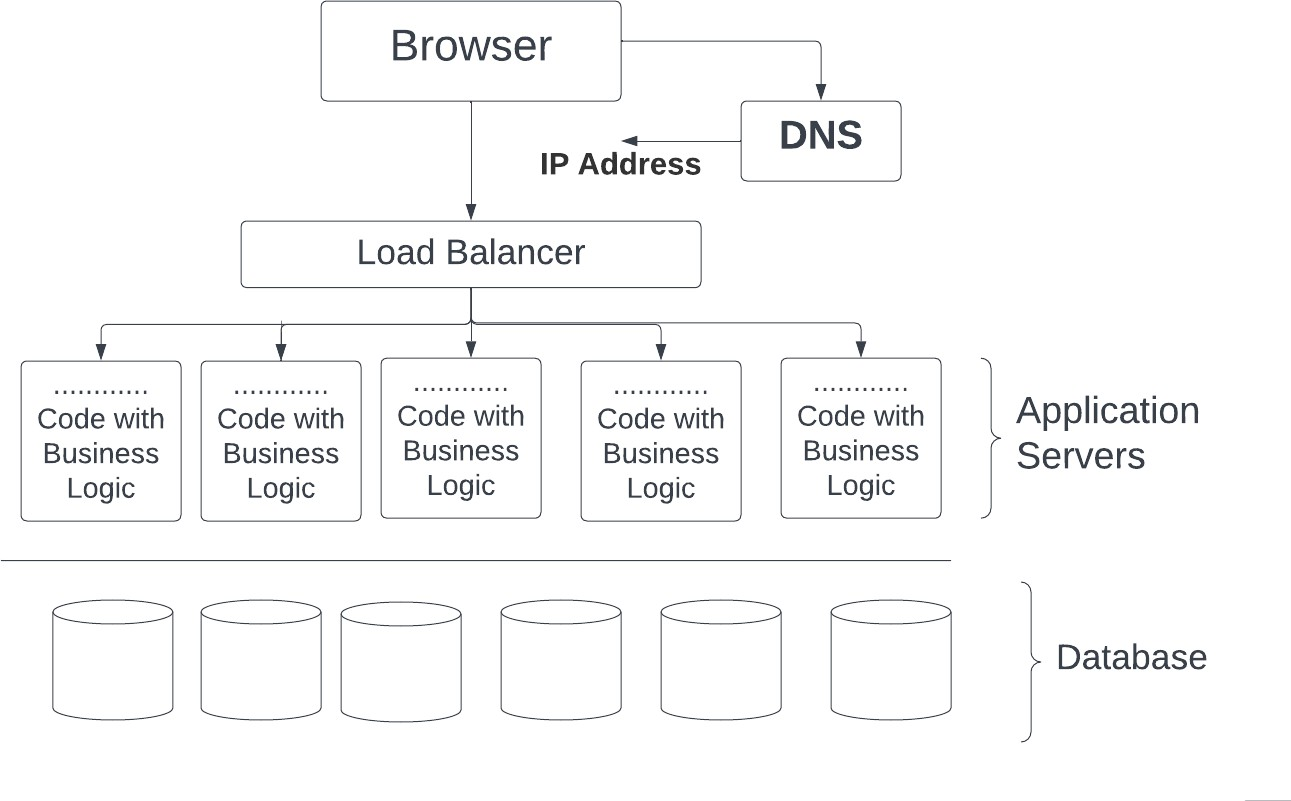 Browser
DNS
IP Address
Load Balancer
............
Code with
Business
Logic
............
Code with
Business
Logic
............
Code with
Business
Logic
............
Code with
Business
Logic
............
Code with
Business
Logic
Application
Servers
Database